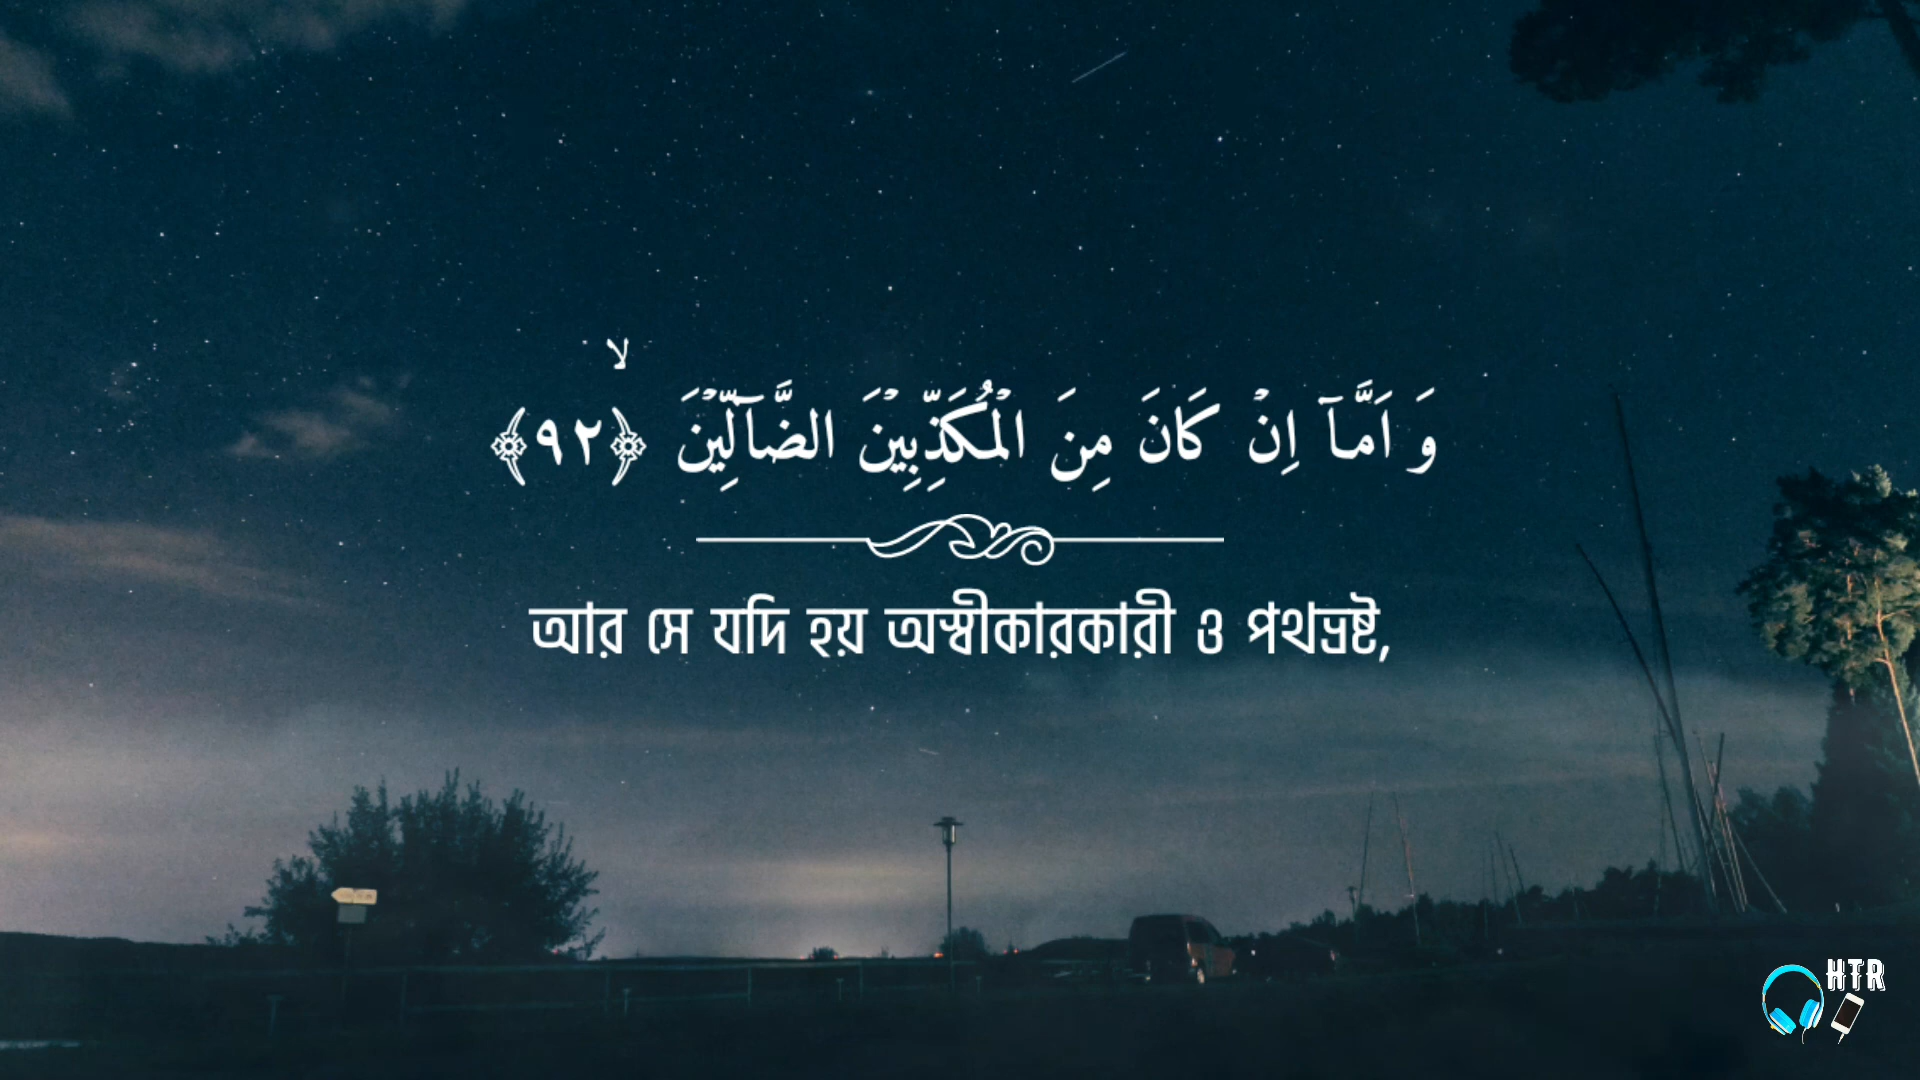 وَ اَمَّاۤ اِنۡ كَانَ مِنَ الۡمُكَذِّبِيۡنَ الضَّآلِّيۡنَ ﴿۹۲﴾ۙ
আর সে যদি হয় অস্বীকারকারী ও পথভ্রষ্ট,
HTR